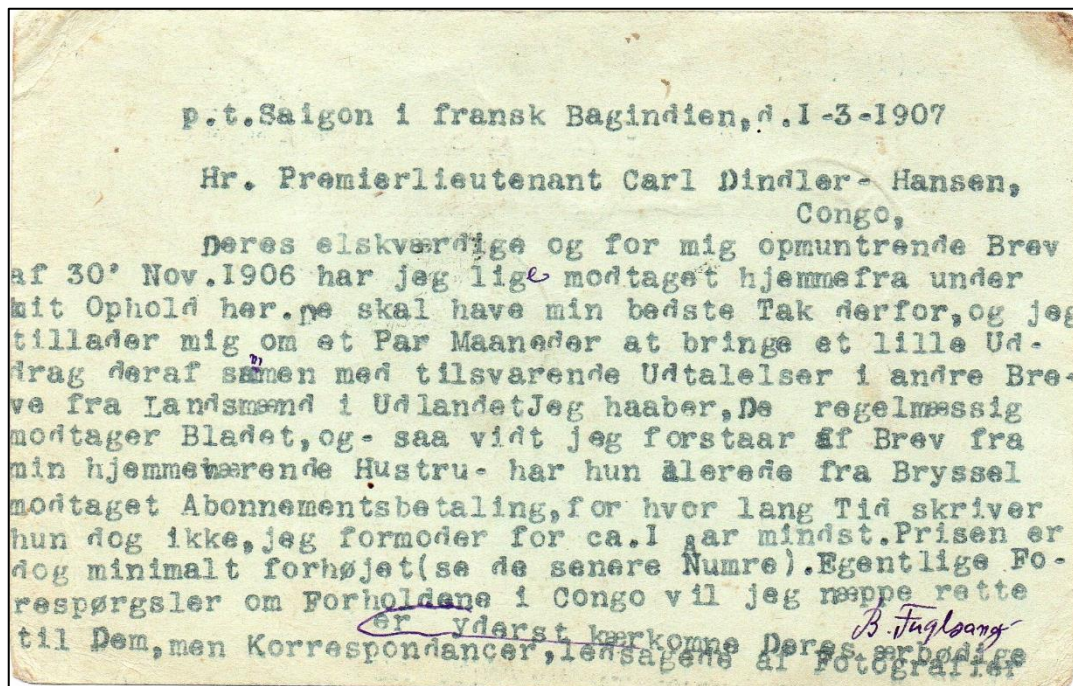 p.t.Saigon i fransk Bagindien,d.I-3-I907
Hr. Premierlieutenant Carl Dindler- Hansen,
Congo,
Deres elskværdige og for mig opmuntrende Brev
af 30' Nov.I906 har jeg lige modtaget hjemmefra under
mit Ophold her.De skal have min bedste Tak derfor,og jeg
tillader mig om et Par Maaneder at bringe et lille Ud-
drag deraf samen med tilsvarende Udtalelser i andre Bre-
ve fra Landsmænd i UdlandetJeg haaber,De regelmæssig
modtager Bladet,og- saa vidt jeg forstaar af Brev fra
min hjemmeværende Hustru- har hun alerede fra Bryssel
modtaget Abonnementsbetaling,for hvor lang Tid skriver
hun dog ikke,jeg formoder for ca.I aar mindst.Prisen er
dog minimalt forhøjet(se de senere Numre).Egentlige Fo-
respørgsler om Forholdene i Congo vil jeg næppe rette
til Dem,men Korrespondancer,ledsagede af Fotografier
er yderst kærkomne Deres ærbødige
B. Fuglsang